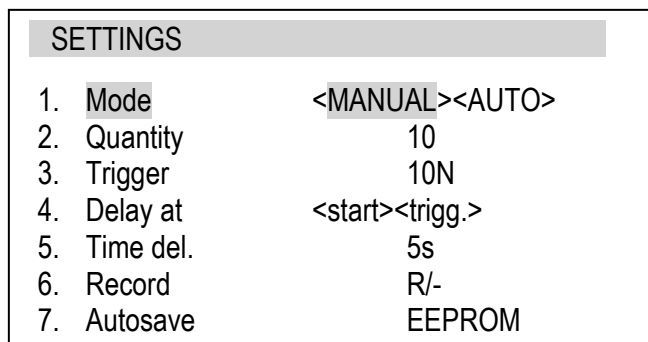 SETTINGS
1. Mode <MANUAL><AUTO>
2. Quantity 10
3. Trigger 10N
4. Delay at <start><trigg.>
5. Time del. 5s
6. Record R/-
7. Autosave EEPROM